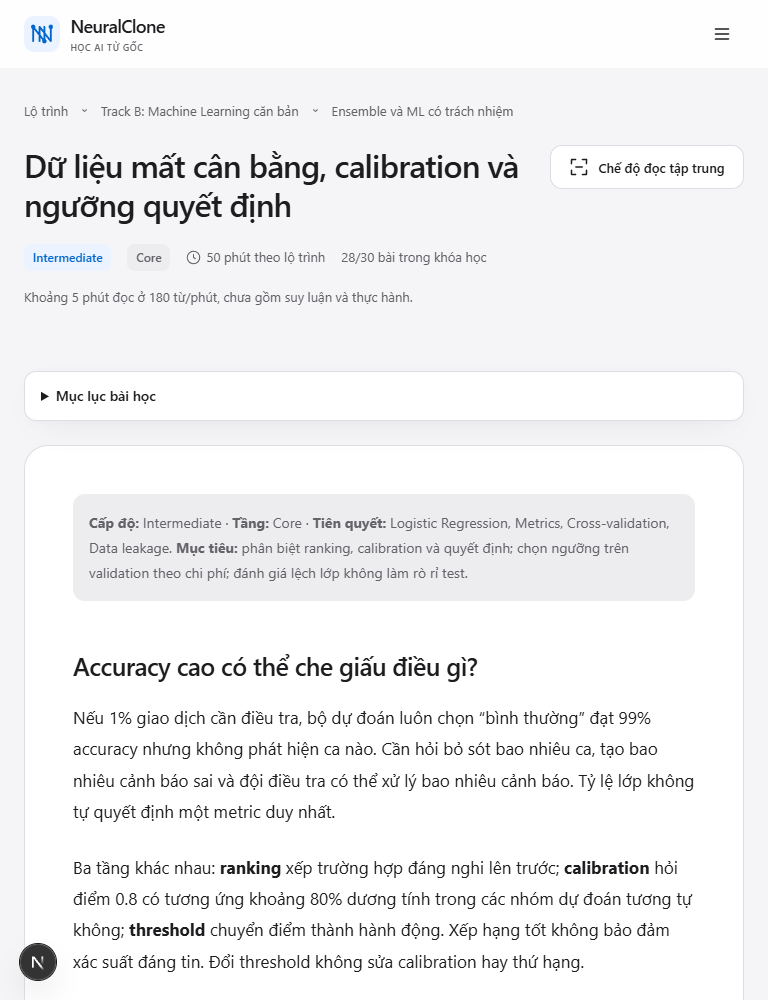 NeuralClone
HỌC AI TỪ GỐC
Lộ trình
Track B: Machine Learning căn bản
Ensemble và ML có trách nhiệm
Dữ liệu mất cân bằng, calibration và
ngưỡng quyết định
Chế độ đọc tập trung
Intermediate
Core
50 phút theo lộ trình
28/30 bài trong khóa học
Khoảng 5 phút đọc ở 180 từ/phút, chưa gồm suy luận và thực hành.
Mục lục bài học
Cấp độ: Intermediate · Tầng: Core · Tiên quyết: Logistic Regression, Metrics, Cross-validation,
Data leakage. Mục tiêu: phân biệt ranking, calibration và quyết định; chọn ngưỡng trên
validation theo chi phí; đánh giá lệch lớp không làm rò rỉ test.
Accuracy cao có thể che giấu điều gì?
Nếu 1% giao dịch cần điều tra, bộ dự đoán luôn chọn “bình thường” đạt 99%
accuracy nhưng không phát hiện ca nào. Cần hỏi bỏ sót bao nhiêu ca, tạo bao
nhiêu cảnh báo sai và đội điều tra có thể xử lý bao nhiêu cảnh báo. Tỷ lệ lớp không
tự quyết định một metric duy nhất.
Ba tầng khác nhau: ranking xếp trường hợp đáng nghi lên trước; calibration hỏi
điểm 0.8 có tương ứng khoảng 80% dương tính trong các nhóm dự đoán tương tự
không; threshold chuyển điểm thành hành động. Xếp hạng tốt không bảo đảm
xác suất đáng tin. Đổi threshold không sửa calibration hay thứ hạng.